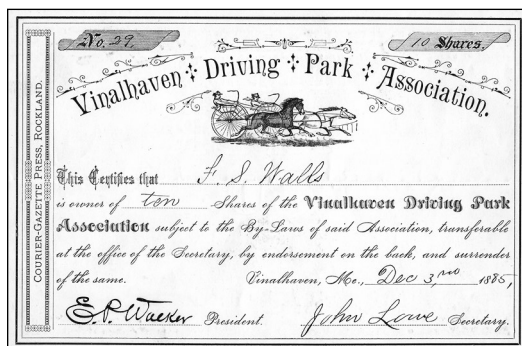 No. 29.
10 Shares.
Vinalhaven Driving Park Association.
This Certifies that F. S. Walls
is owner of ten Shares of the Vinalhaven Driving Park
Association subject to the By-Laws of said Association, transferable
at the office of the Secretary, by endorsement on the back, and surrender
of the same. Vinalhaven, Me., Dec 3, 1885,
E. P. Walker President. John Lowe Secretary.
COURIER-GAZETTE PRESS, ROCKLAND.